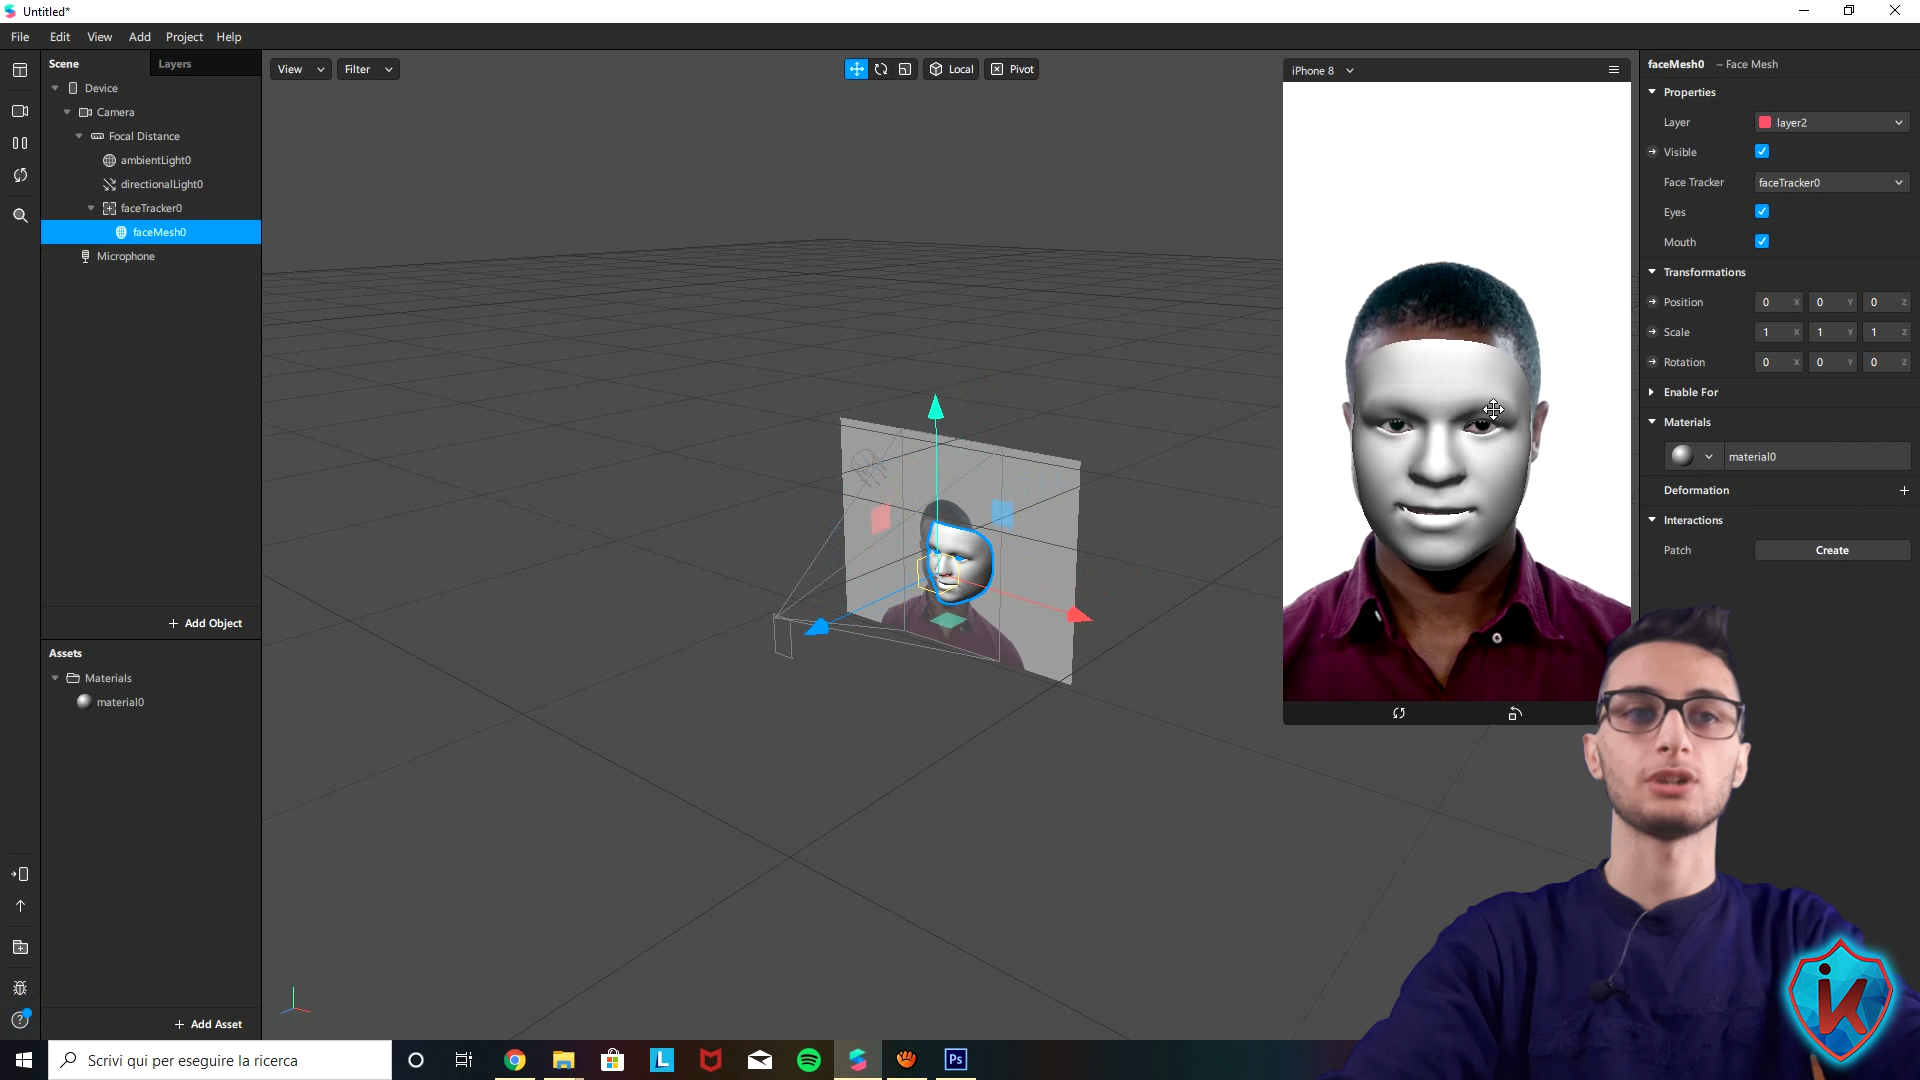 Untitled*
File Edit View Add Project Help
Scene Layers
Device
Camera
Focal Distance
ambientLight0
directionalLight0
faceTracker0
faceMesh0
Microphone
+ Add Object
Assets
Materials
material0
+ Add Asset
View Filter
Local Pivot
iPhone 8
faceMesh0 – Face Mesh
Properties
Layer layer2
Visible
Face Tracker faceTracker0
Eyes
Mouth
Transformations
Position 0 X 0 Y 0 Z
Scale 1 X 1 Y 1 Z
Rotation 0 X 0 Y 0 Z
Enable For
Materials
material0
Deformation +
Interactions
Patch Create
iK
Scrivi qui per eseguire la ricerca
L
Ps